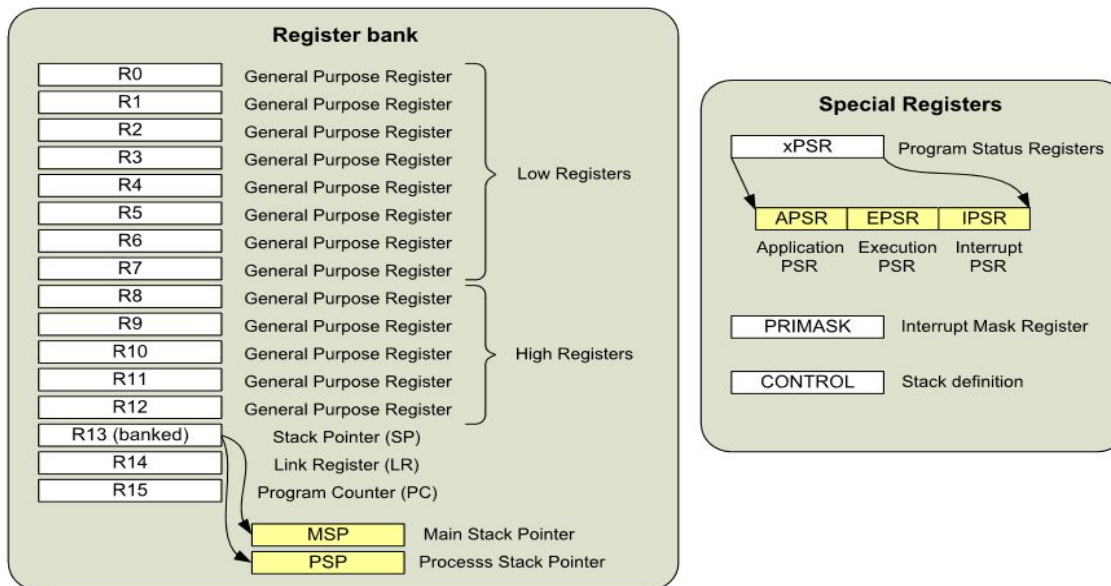 Register bank
R0 General Purpose Register
R1 General Purpose Register
R2 General Purpose Register
R3 General Purpose Register
R4 General Purpose Register
R5 General Purpose Register
R6 General Purpose Register
R7 General Purpose Register
Low Registers
R8 General Purpose Register
R9 General Purpose Register
R10 General Purpose Register
R11 General Purpose Register
R12 General Purpose Register
High Registers
R13 (banked) Stack Pointer (SP)
R14 Link Register (LR)
R15 Program Counter (PC)
MSP Main Stack Pointer
PSP Processs Stack Pointer
Special Registers
xPSR Program Status Registers
APSR EPSR IPSR
Application Execution Interrupt
PSR PSR PSR
PRIMASK Interrupt Mask Register
CONTROL Stack definition